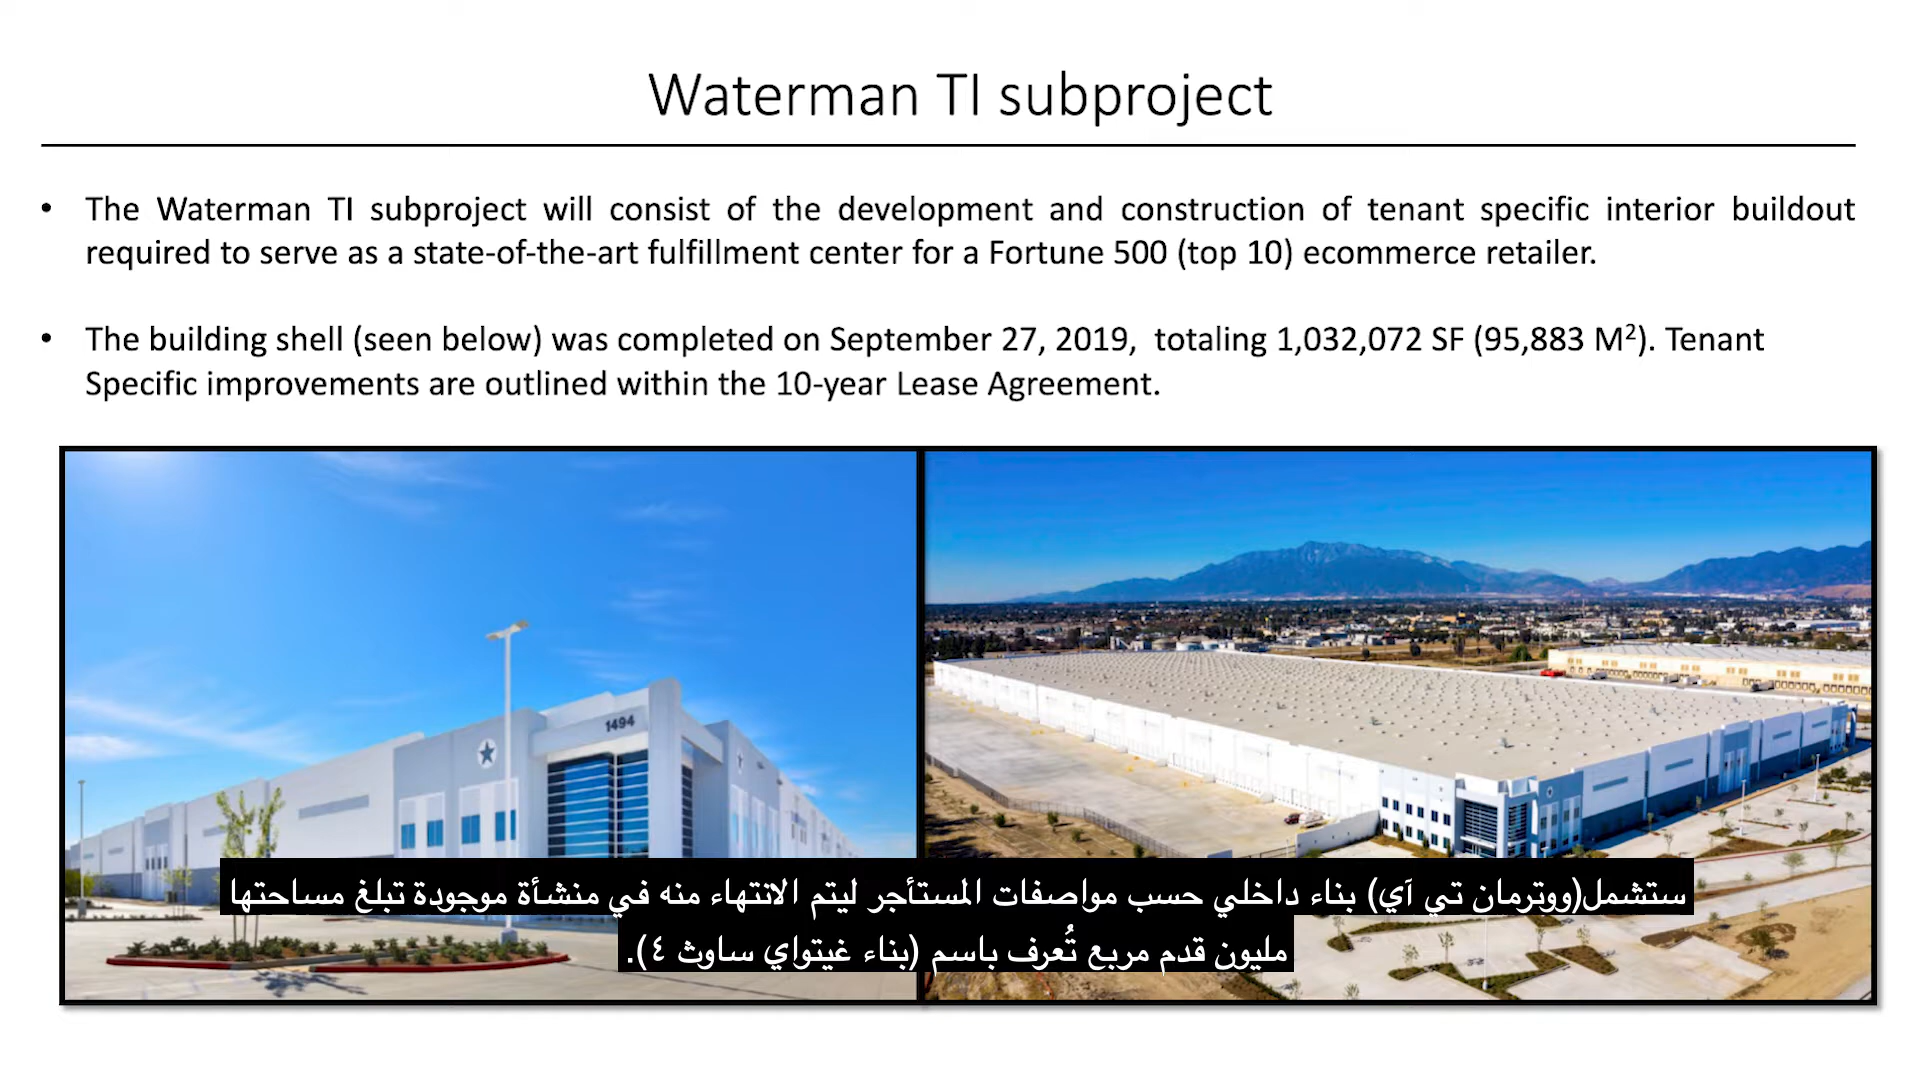 Waterman TI subproject
• The Waterman TI subproject will consist of the development and construction of tenant specific interior buildout
required to serve as a state-of-the-art fulfillment center for a Fortune 500 (top 10) ecommerce retailer.
• The building shell (seen below) was completed on September 27, 2019, totaling 1,032,072 SF (95,883 M²). Tenant
Specific improvements are outlined within the 10-year Lease Agreement.
1494
ستشمل(ووترمان تي آي) بناء داخلي حسب مواصفات المستأجر ليتم الانتهاء منه في منشأة موجودة تبلغ مساحتها
مليون قدم مربع تُعرف باسم (بناء غيتواي ساوث ٤).